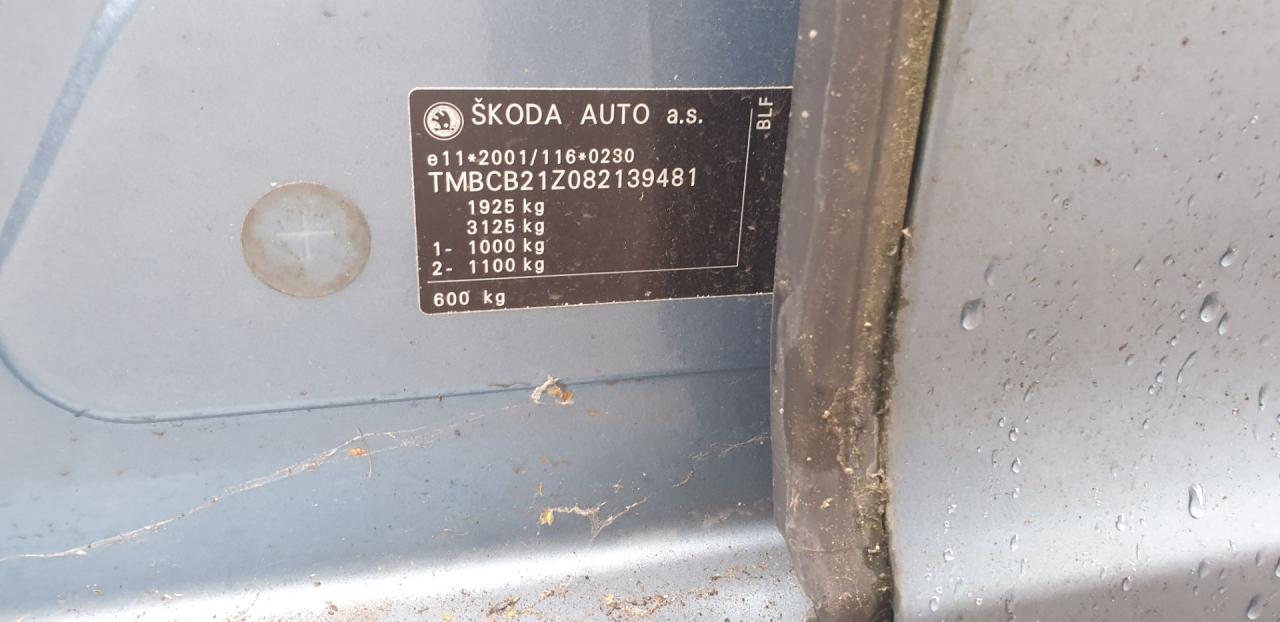 ŠKODA AUTO a.s.
BLF
e11*2001/116*0230
TMBCB21Z082139481
1925 kg
3125 kg
1- 1000 kg
2- 1100 kg
600 kg